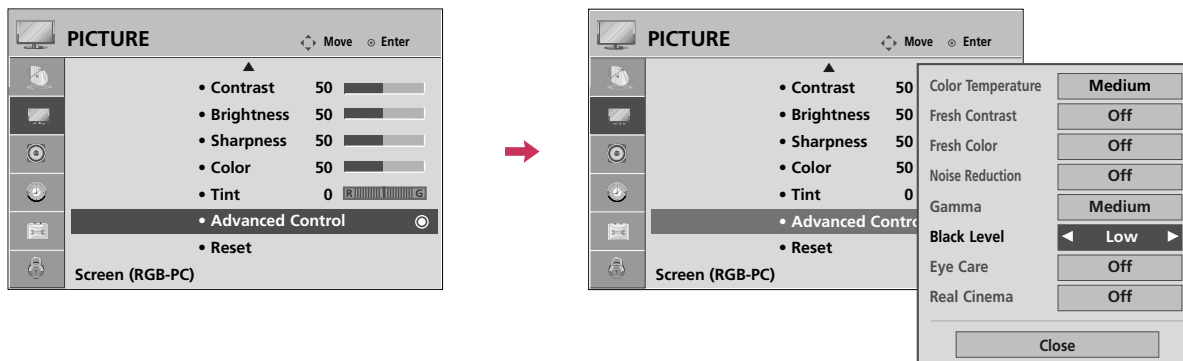 PICTURE Move Enter
• Contrast 50
• Brightness 50
• Sharpness 50
• Color 50
• Tint 0 R G
• Advanced Control
• Reset
Screen (RGB-PC)
PICTURE Move Enter
• Contrast 50
• Brightness 50
• Sharpness 50
• Color 50
• Tint 0
• Advanced Contro
• Reset
Screen (RGB-PC)
Color Temperature Medium
Fresh Contrast Off
Fresh Color Off
Noise Reduction Off
Gamma Medium
Black Level ◄ Low ►
Eye Care Off
Real Cinema Off
Close